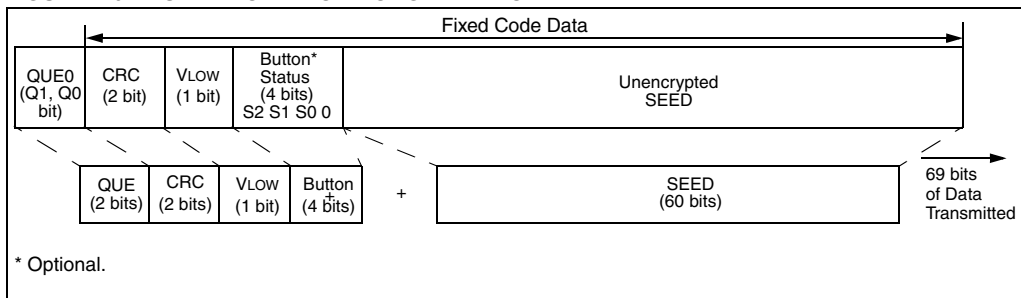 Fixed Code Data
QUE0
(Q1, Q0
bit)
CRC
(2 bit)
VLOW
(1 bit)
Button*
Status
(4 bits)
S2 S1 S0 0
Unencrypted
SEED
QUE
(2 bits)
CRC
(2 bits)
VLOW
(1 bit)
Button
+
(4 bits)
+
SEED
(60 bits)
69 bits
of Data
Transmitted
* Optional.